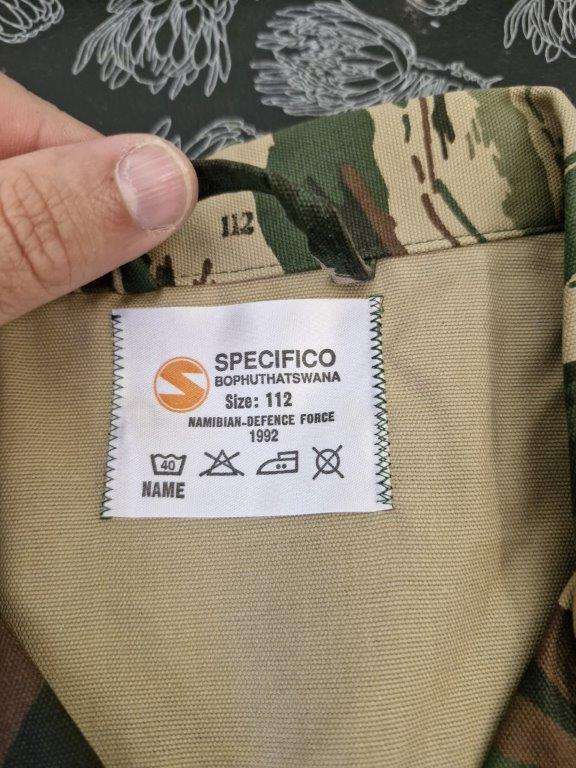 112
SPECIFICO
BOPHUTHATSWANA
Size: 112
NAMIBIAN-DEFENCE FORCE
1992
40
NAME